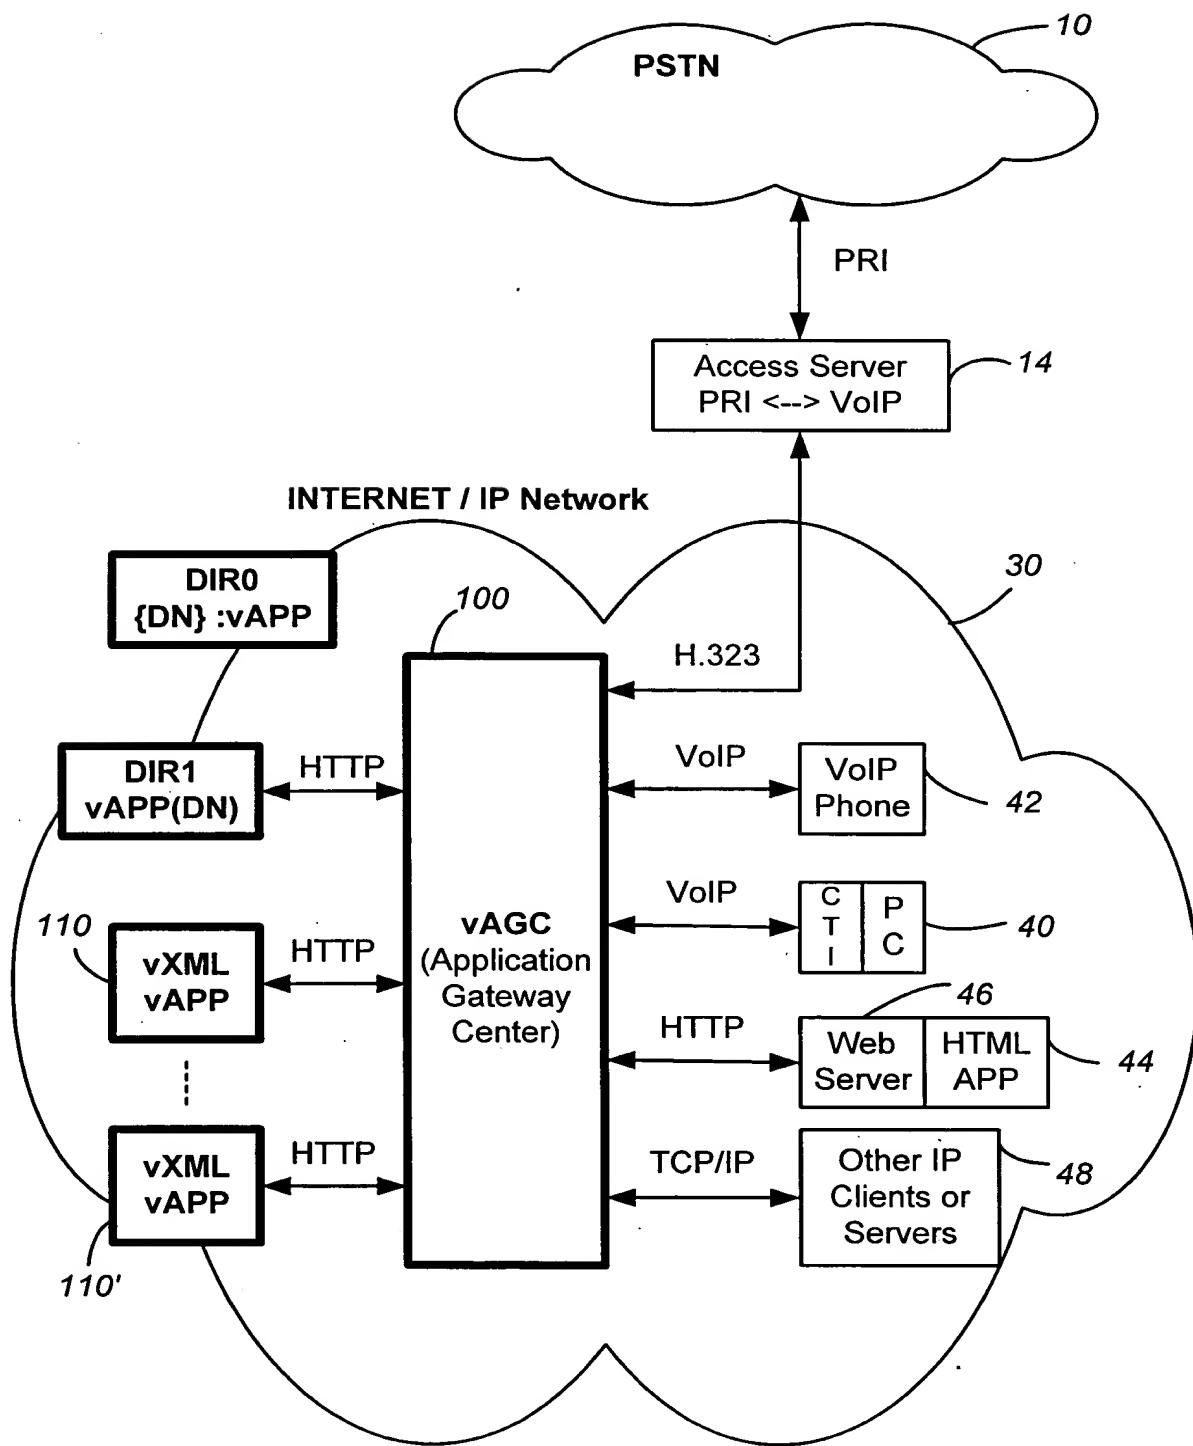 10
PSTN
PRI
Access Server
PRI <--> VoIP
14
INTERNET / IP Network
DIR0
{DN} :vAPP
100
30
H.323
DIR1
vAPP(DN)
HTTP
VoIP
VoIP
Phone
42
110
vXML
vAPP
HTTP
vAGC
(Application
Gateway
Center)
VoIP
C
T
I
P
C
40
46
HTTP
Web
Server
HTML
APP
44
vXML
vAPP
HTTP
TCP/IP
Other IP
Clients or
Servers
48
110'